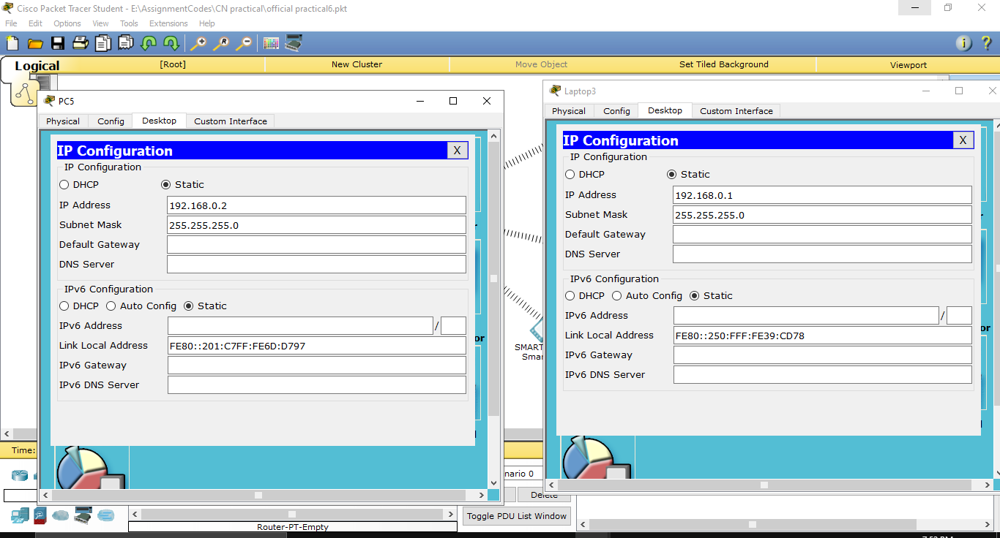 Cisco Packet Tracer Student - E:\AssignmentCodes\CN practical\official practical6.pkt
File Edit Options View Tools Extensions Help
Logical [Root] New Cluster Move Object Set Tiled Background Viewport
PC5
Physical Config Desktop Custom Interface
IP Configuration X
IP Configuration
DHCP Static
IP Address 192.168.0.2
Subnet Mask 255.255.255.0
Default Gateway
DNS Server
IPv6 Configuration
DHCP Auto Config Static
IPv6 Address /
Link Local Address FE80::201:C7FF:FE6D:D797
IPv6 Gateway
IPv6 DNS Server
Laptop3
Physical Config Desktop Custom Interface
IP Configuration X
IP Configuration
DHCP Static
IP Address 192.168.0.1
Subnet Mask 255.255.255.0
Default Gateway
DNS Server
IPv6 Configuration
DHCP Auto Config Static
IPv6 Address /
Link Local Address FE80::250:FFF:FE39:CD78
IPv6 Gateway
IPv6 DNS Server
or
or
SMART
Smar
Time:
nario 0
Delete
Toggle PDU List Window
Router-PT-Empty